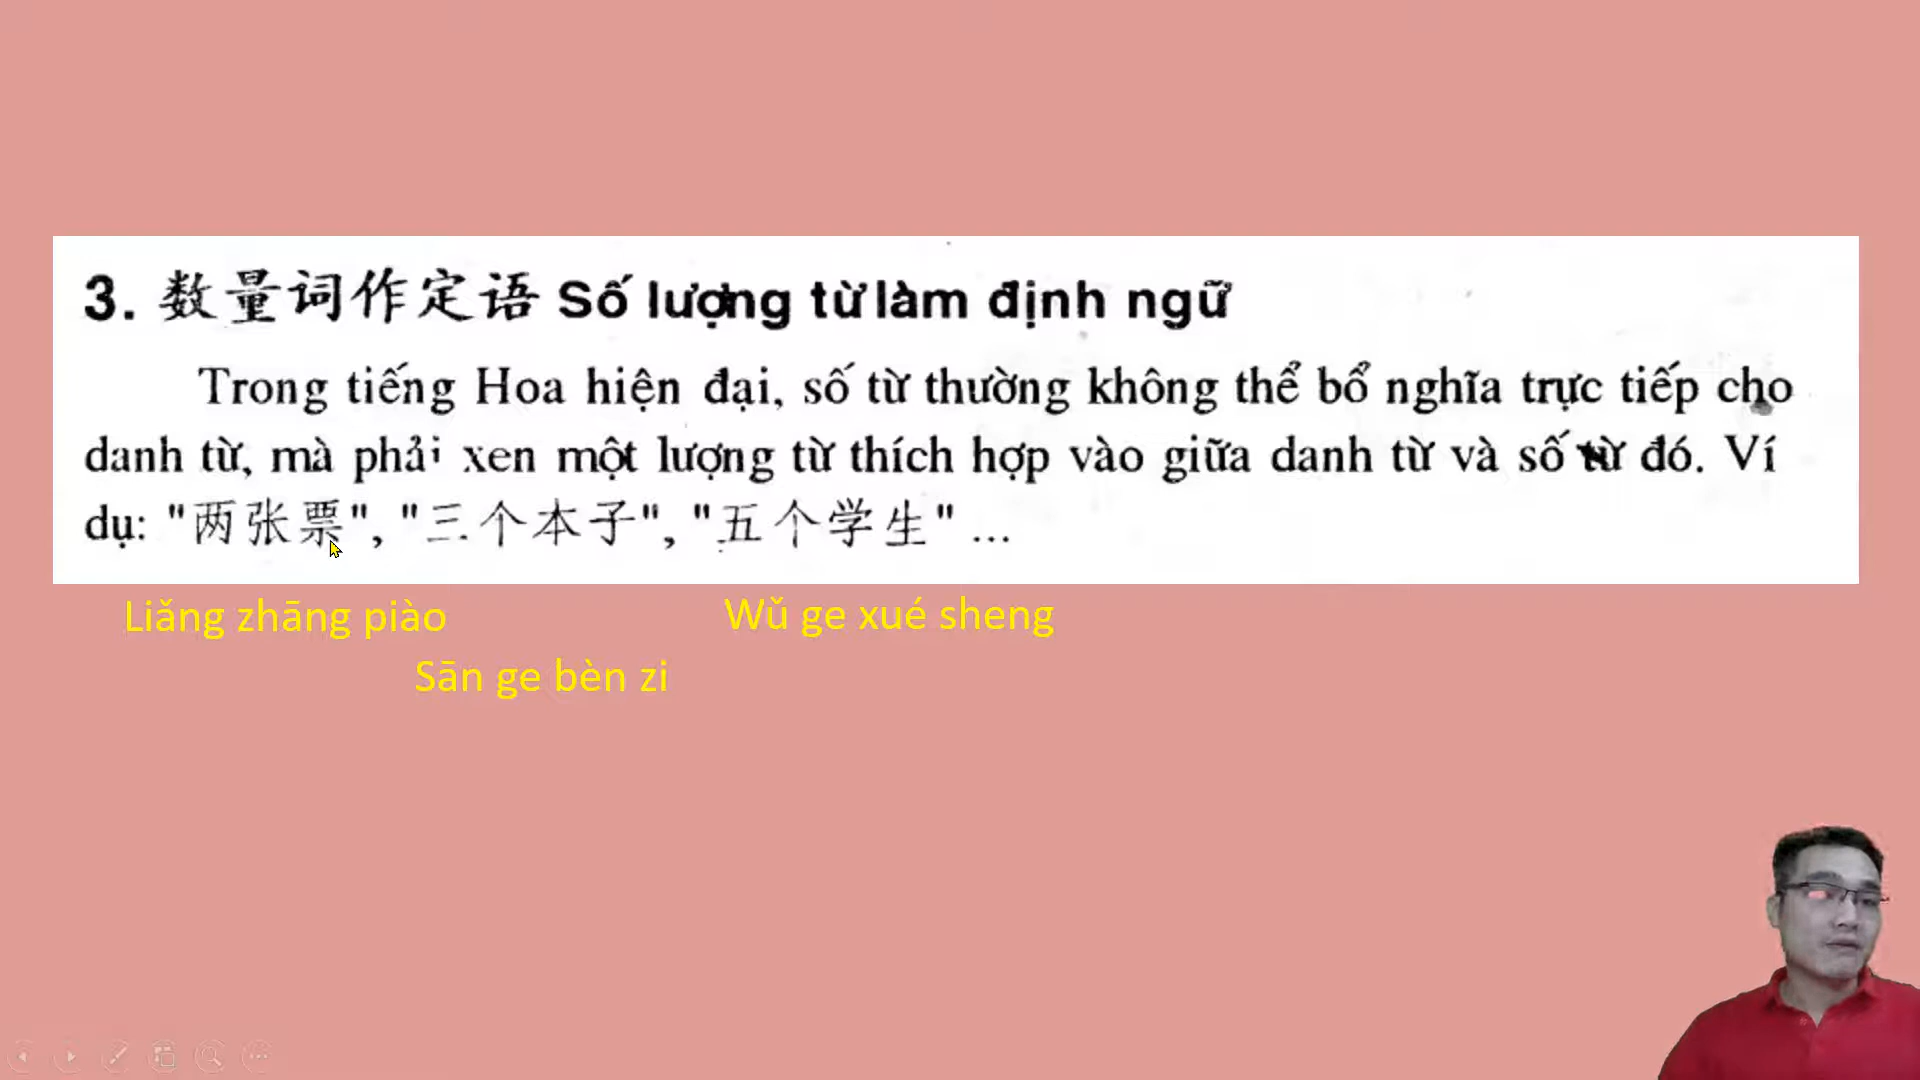 3. 数量词作定语 Số lượng từ làm định ngữ
Trong tiếng Hoa hiện đại, số từ thường không thể bổ nghĩa trực tiếp cho
danh từ, mà phải xen một lượng từ thích hợp vào giữa danh từ và số từ đó. Ví
dụ: "两张票", "三个本子", "五个学生" ...
Liǎng zhāng piào
Wǔ ge xué sheng
Sān ge bèn zi